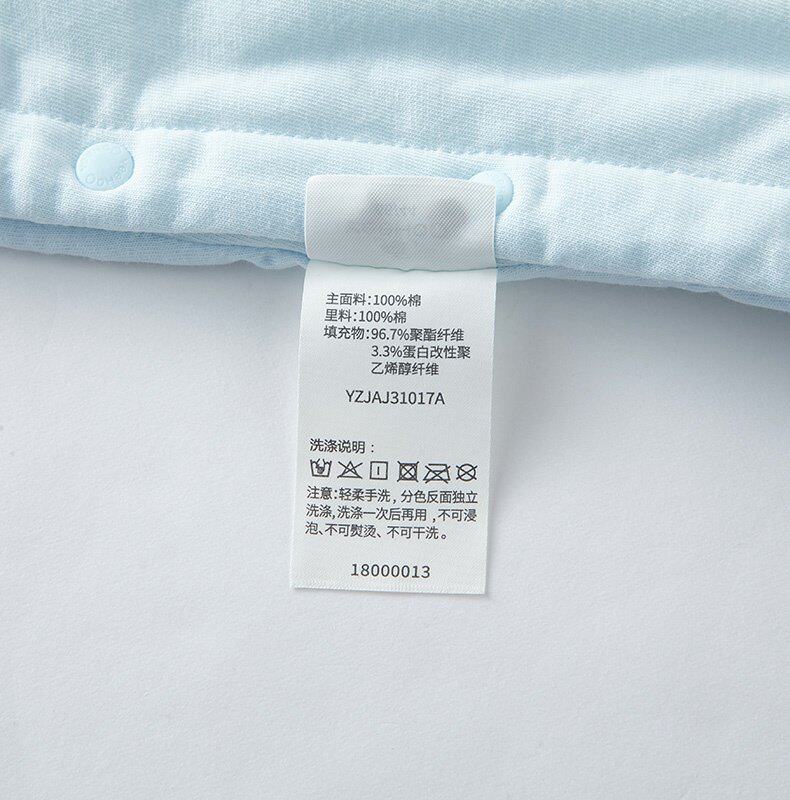 主面料:100%棉
里料:100%棉
填充物:96.7%聚酯纤维
3.3%蛋白改性聚
乙烯醇纤维
YZJAJ31017A
洗涤说明:
注意:轻柔手洗,分色反面独立
洗涤,洗涤一次后再用,不可浸
泡、不可熨烫、不可干洗。
18000013